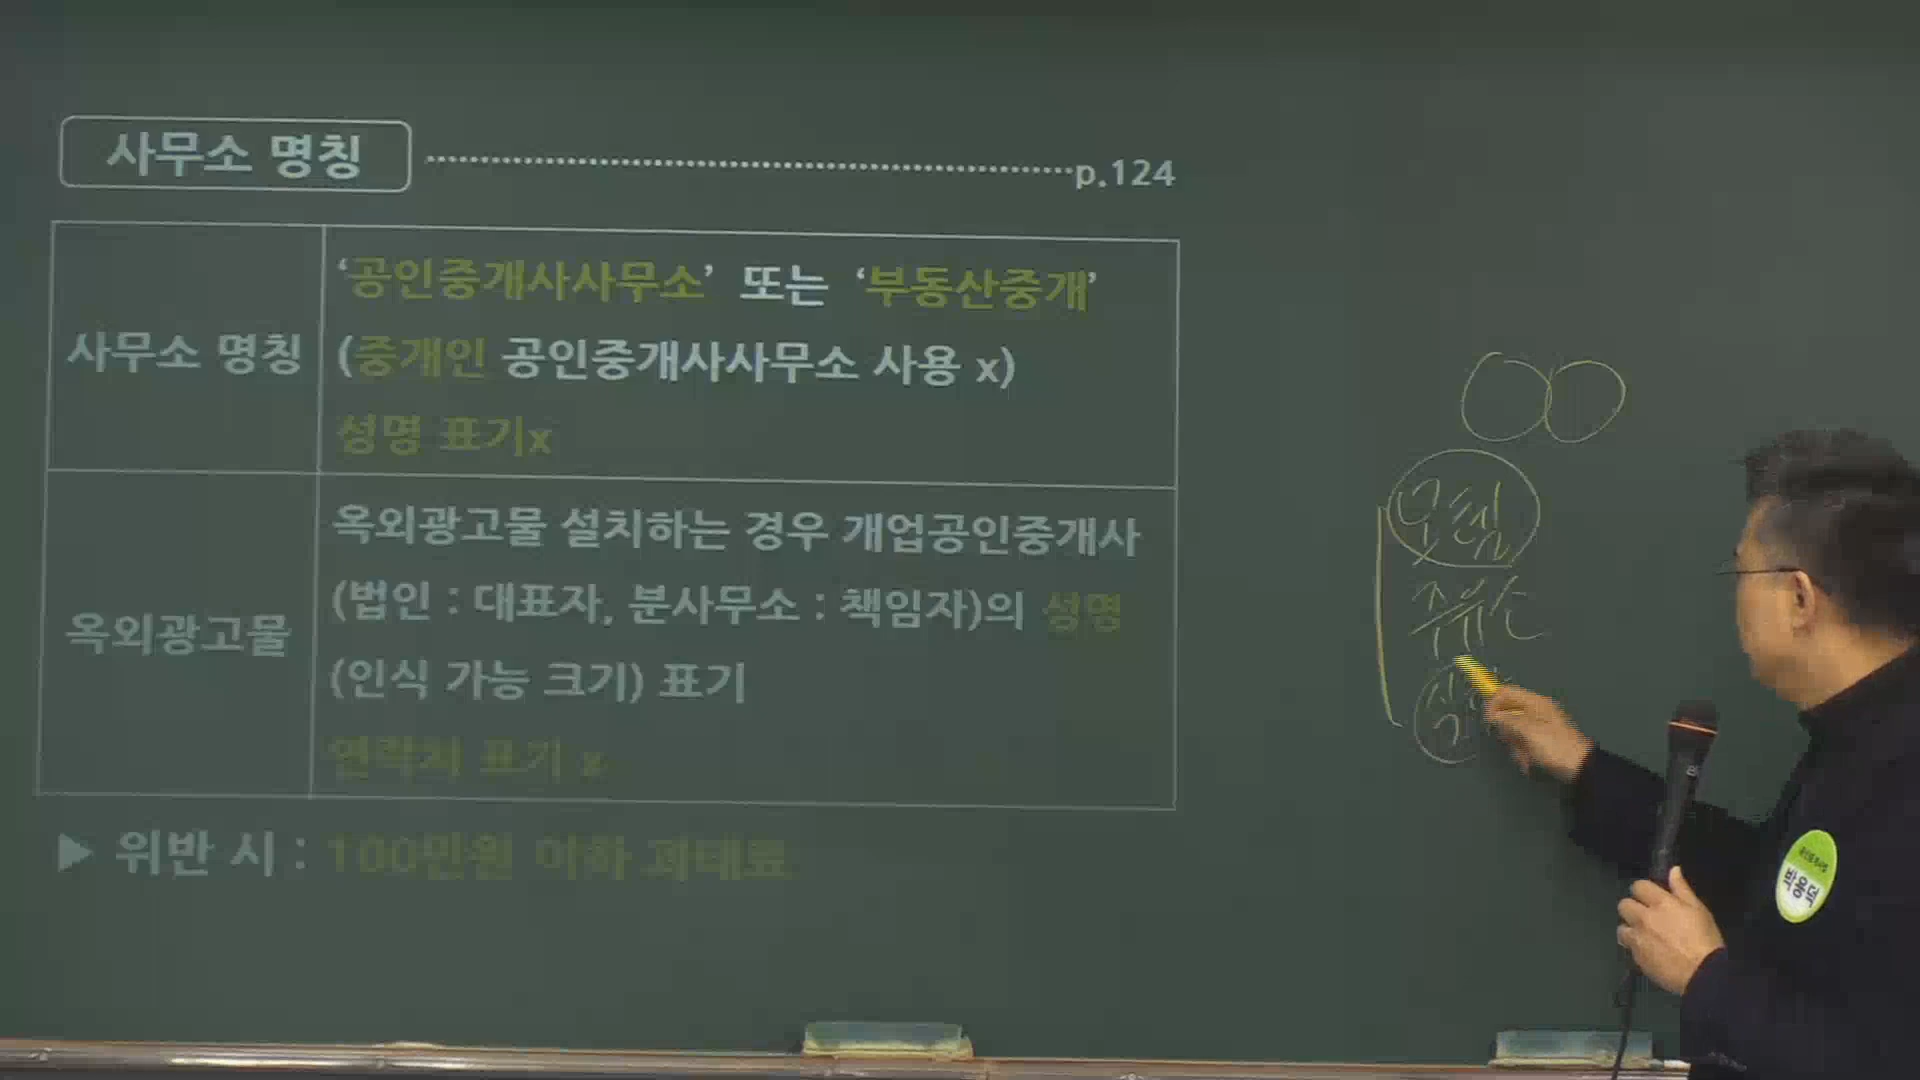 사무소 명칭 p.124
사무소 명칭
‘공인중개사사무소’ 또는 ‘부동산중개’
(중개인 공인중개사사무소 사용 x)
성명 표기x
옥외광고물
옥외광고물 설치하는 경우 개업공인중개사
(법인 : 대표자, 분사무소 : 책임자)의 성명
(인식 가능 크기) 표기
연락처 표기 x
▶ 위반 시 : 100만원 이하 과태료
모텔
주유소